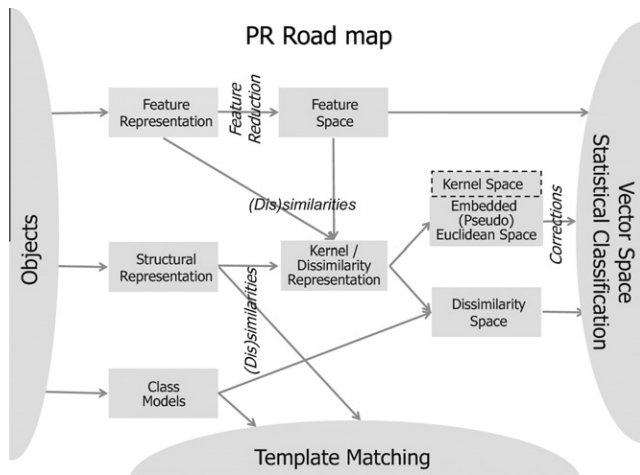 PR Road map
Objects
Feature
Representation
Feature
Reduction
Feature
Space
(Dis)similarities
Structural
Representation
(Dis)similarities
Kernel /
Dissimilarity
Representation
Kernel Space
Embedded
(Pseudo)
Euclidean Space
Corrections
Dissimilarity
Space
Class
Models
Template Matching
Vector Space
Statistical Classification